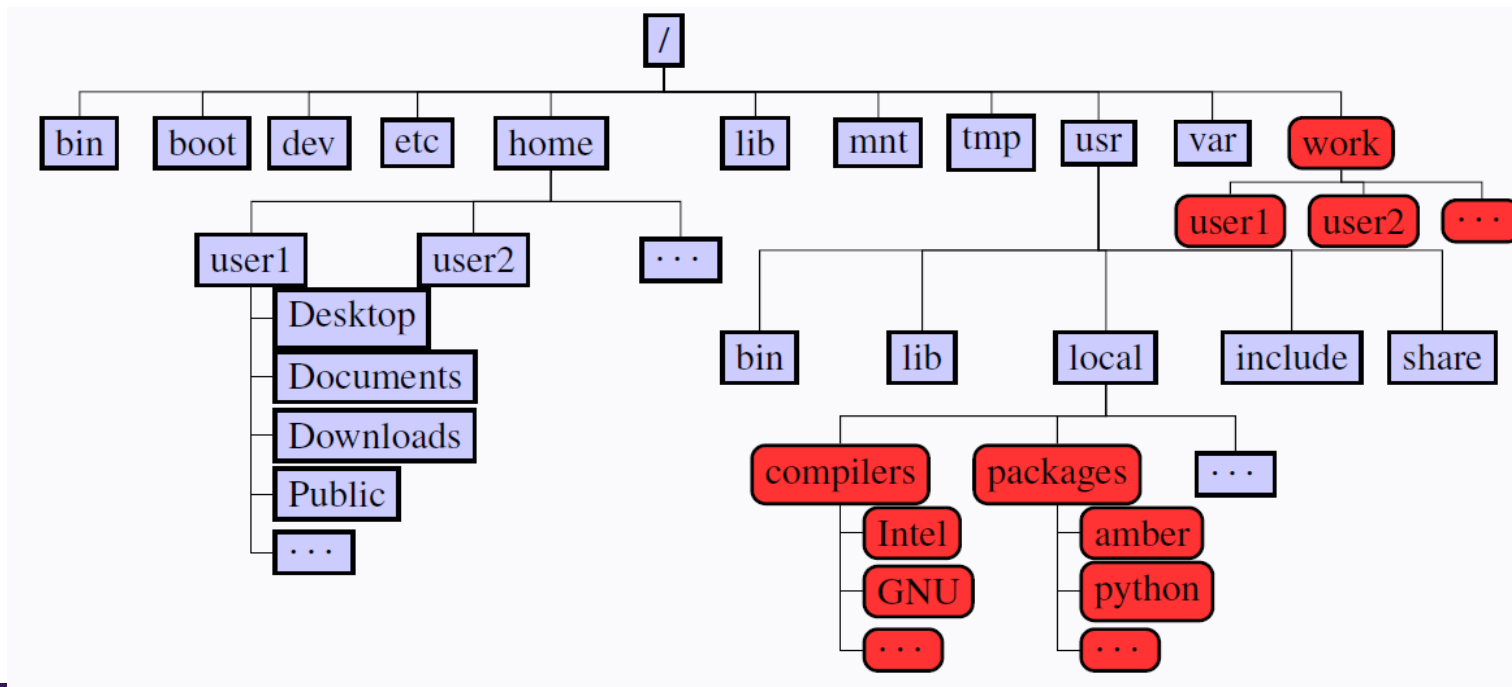 /
bin boot dev etc home lib mnt tmp usr var work
user1 user2 ...
user1 user2 ...
Desktop
Documents
Downloads
Public
...
bin lib local include share
compilers packages ...
Intel amber
GNU python
... ...